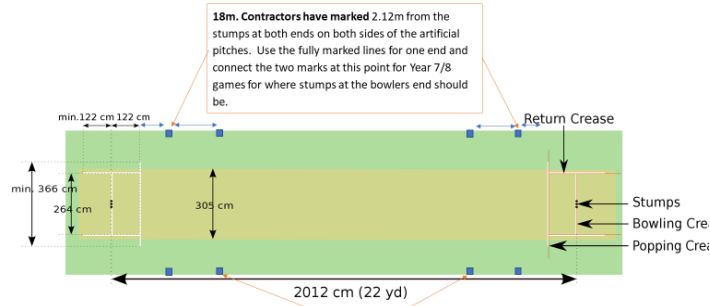 18m. Contractors have marked 2.12m from the
stumps at both ends on both sides of the artificial
pitches. Use the fully marked lines for one end and
connect the two marks at this point for Year 7/8
games for where stumps at the bowlers end should
be.
min.122 cm 122 cm
Return Crease
min. 366 cm
264 cm
305 cm
Stumps
Bowling Crea
Popping Crea
2012 cm (22 yd)